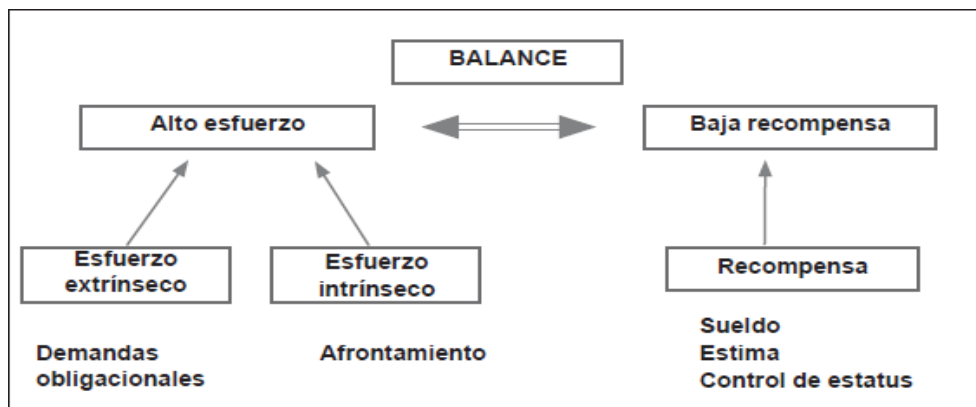 BALANCE
Alto esfuerzo
Baja recompensa
Esfuerzo
extrínseco
Esfuerzo
intrínseco
Recompensa
Demandas
obligacionales
Afrontamiento
Sueldo
Estima
Control de estatus